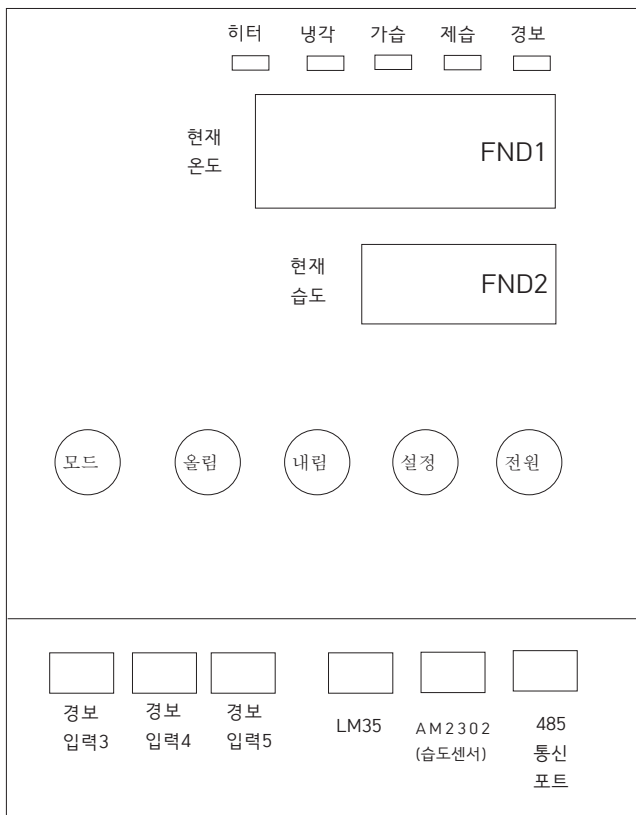 히터 냉각 가습 제습 경보
현재
온도
FND1
현재
습도
FND2
모드 올림 내림 설정 전원
경보
입력3
경보
입력4
경보
입력5
LM35
AM2302
(습도센서)
485
통신
포트